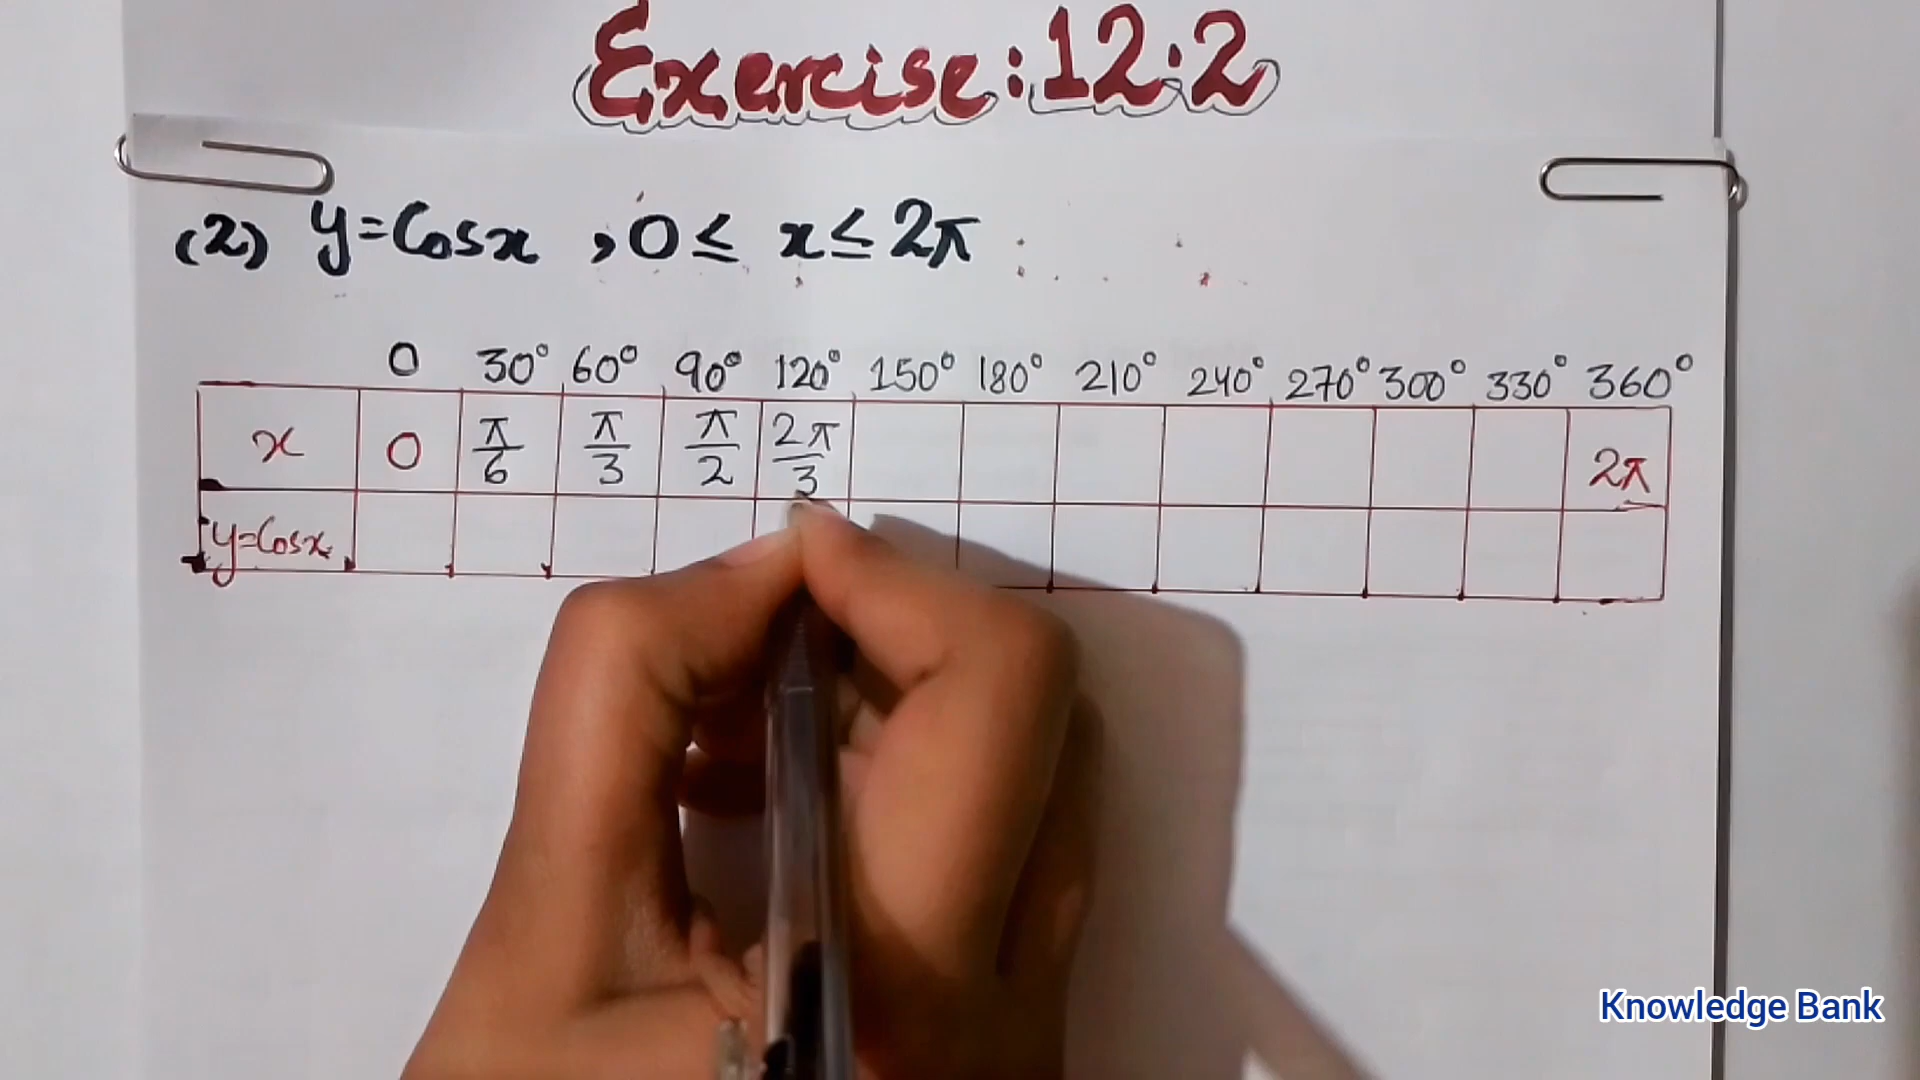 Exercise:12.2
(2) y=Cosx , 0 ≤ x ≤ 2π
0 30° 60° 90° 120° 150° 180° 210° 240° 270° 300° 330° 360°
x 0 π/6 π/3 π/2 2π/3 2π
y=Cosx
Knowledge Bank